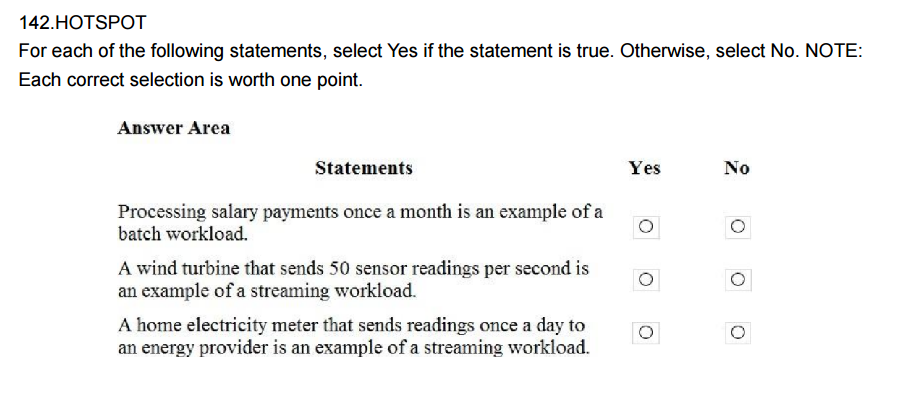 142.HOTSPOT
For each of the following statements, select Yes if the statement is true. Otherwise, select No. NOTE:
Each correct selection is worth one point.
Answer Area
Statements Yes No
Processing salary payments once a month is an example of a
batch workload.
A wind turbine that sends 50 sensor readings per second is
an example of a streaming workload.
A home electricity meter that sends readings once a day to
an energy provider is an example of a streaming workload.